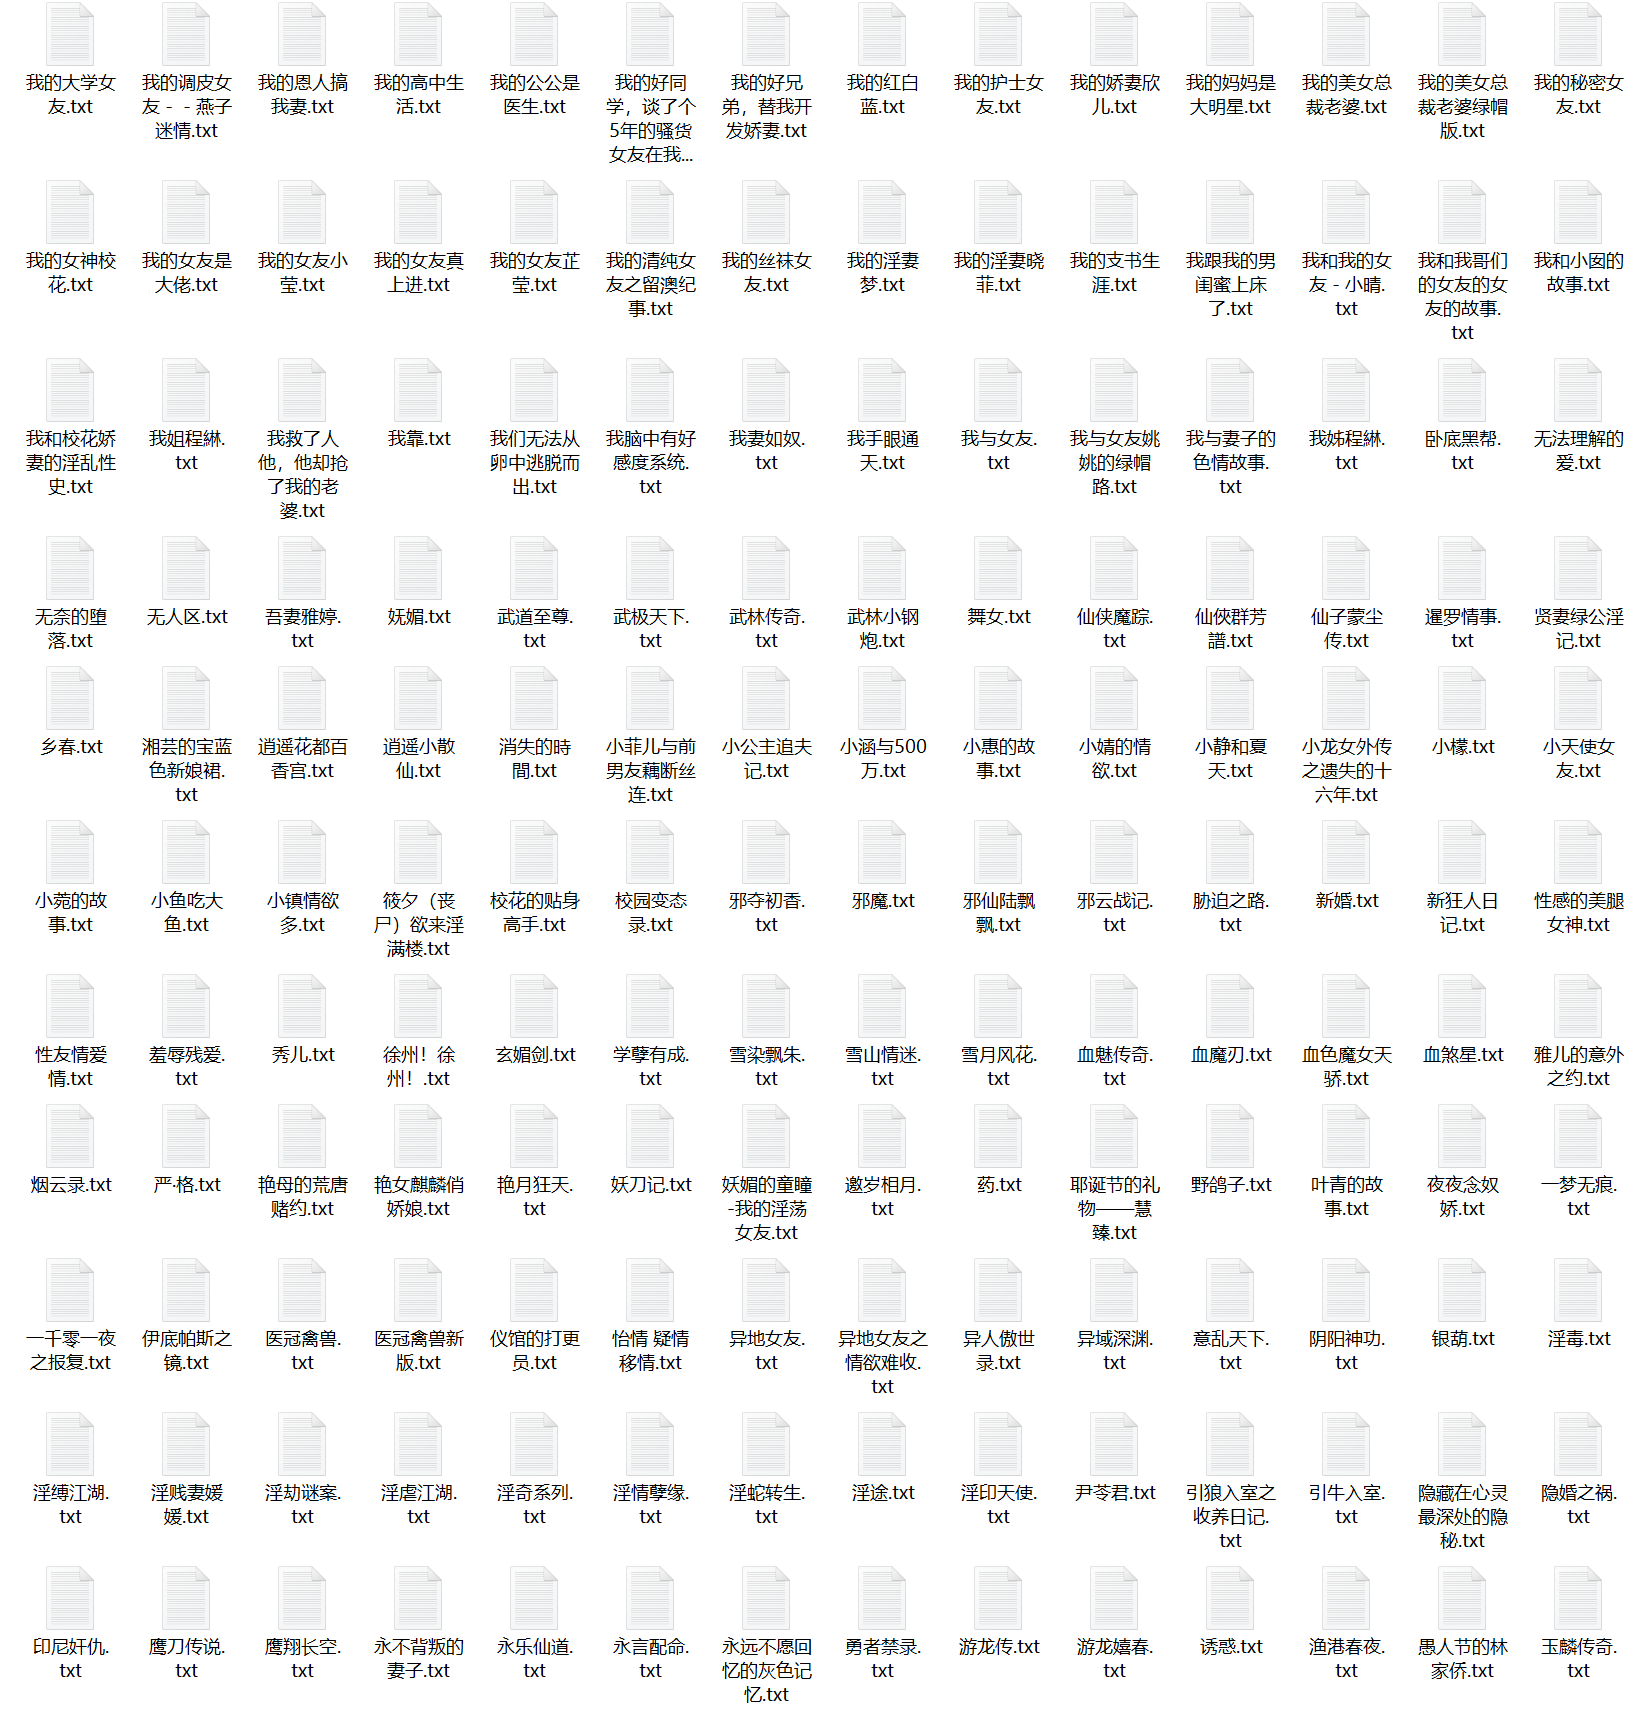 我的大学女
友.txt
我的调皮女
友 - - 燕子
迷情.txt
我的恩人搞
我妻.txt
我的高中生
活.txt
我的公公是
医生.txt
我的好同
学，谈了个
5年的骚货
女友在我...
我的好兄
弟，替我开
发娇妻.txt
我的红白
蓝.txt
我的护士女
友.txt
我的娇妻欣
儿.txt
我的妈妈是
大明星.txt
我的美女总
裁老婆.txt
我的美女总
裁老婆绿帽
版.txt
我的秘密女
友.txt
我的女神校
花.txt
我的女友是
大佬.txt
我的女友小
莹.txt
我的女友真
上进.txt
我的女友芷
莹.txt
我的清纯女
友之留澳纪
事.txt
我的丝袜女
友.txt
我的淫妻
梦.txt
我的淫妻晓
菲.txt
我的支书生
涯.txt
我跟我的男
闺蜜上床
了.txt
我和我的女
友 - 小晴.
txt
我和我哥们
的女友的女
友的故事.
txt
我和小囡的
故事.txt
我和校花娇
妻的淫乱性
史.txt
我姐程綝.
txt
我救了人
他，他却抢
了我的老
婆.txt
我靠.txt
我们无法从
卵中逃脱而
出.txt
我脑中有好
感度系统.
txt
我妻如奴.
txt
我手眼通
天.txt
我与女友.
txt
我与女友姚
姚的绿帽
路.txt
我与妻子的
色情故事.
txt
我姊程綝.
txt
卧底黑帮.
txt
无法理解的
爱.txt
无奈的堕
落.txt
无人区.txt
吾妻雅婷.
txt
妩媚.txt
武道至尊.
txt
武极天下.
txt
武林传奇.
txt
武林小钢
炮.txt
舞女.txt
仙侠魔踪.
txt
仙俠群芳
譜.txt
仙子蒙尘
传.txt
暹罗情事.
txt
贤妻绿公淫
记.txt
乡春.txt
湘芸的宝蓝
色新娘裙.
txt
逍遥花都百
香宫.txt
逍遥小散
仙.txt
消失的時
間.txt
小菲儿与前
男友藕断丝
连.txt
小公主追夫
记.txt
小涵与500
万.txt
小惠的故
事.txt
小婧的情
欲.txt
小静和夏
天.txt
小龙女外传
之遗失的十
六年.txt
小檬.txt
小天使女
友.txt
小菀的故
事.txt
小鱼吃大
鱼.txt
小镇情欲
多.txt
筱夕（丧
尸）欲来淫
满楼.txt
校花的贴身
高手.txt
校园变态
录.txt
邪夺初香.
txt
邪魔.txt
邪仙陆飘
飘.txt
邪云战记.
txt
胁迫之路.
txt
新婚.txt
新狂人日
记.txt
性感的美腿
女神.txt
性友情爱
情.txt
羞辱残爱.
txt
秀儿.txt
徐州！徐
州！.txt
玄媚剑.txt
学孽有成.
txt
雪染飘朱.
txt
雪山情迷.
txt
雪月风花.
txt
血魅传奇.
txt
血魔刃.txt
血色魔女天
骄.txt
血煞星.txt
雅儿的意外
之约.txt
烟云录.txt
严·格.txt
艳母的荒唐
赌约.txt
艳女麒麟俏
娇娘.txt
艳月狂天.
txt
妖刀记.txt
妖媚的童瞳
-我的淫荡
女友.txt
邀岁相月.
txt
药.txt
耶诞节的礼
物——慧
臻.txt
野鸽子.txt
叶青的故
事.txt
夜夜念奴
娇.txt
一梦无痕.
txt
一千零一夜
之报复.txt
伊底帕斯之
镜.txt
医冠禽兽.
txt
医冠禽兽新
版.txt
仪馆的打更
员.txt
怡情 疑情
移情.txt
异地女友.
txt
异地女友之
情欲难收.
txt
异人傲世
录.txt
异域深渊.
txt
意乱天下.
txt
阴阳神功.
txt
银葫.txt
淫毒.txt
淫缚江湖.
txt
淫贱妻媛
媛.txt
淫劫谜案.
txt
淫虐江湖.
txt
淫奇系列.
txt
淫情孽缘.
txt
淫蛇转生.
txt
淫途.txt
淫印天使.
txt
尹苓君.txt
引狼入室之
收养日记.
txt
引牛入室.
txt
隐藏在心灵
最深处的隐
秘.txt
隐婚之祸.
txt
印尼奸仇.
txt
鹰刀传说.
txt
鹰翔长空.
txt
永不背叛的
妻子.txt
永乐仙道.
txt
永言配命.
txt
永远不愿回
忆的灰色记
忆.txt
勇者禁录.
txt
游龙传.txt
游龙嬉春.
txt
诱惑.txt
渔港春夜.
txt
愚人节的林
家侨.txt
玉麟传奇.
txt